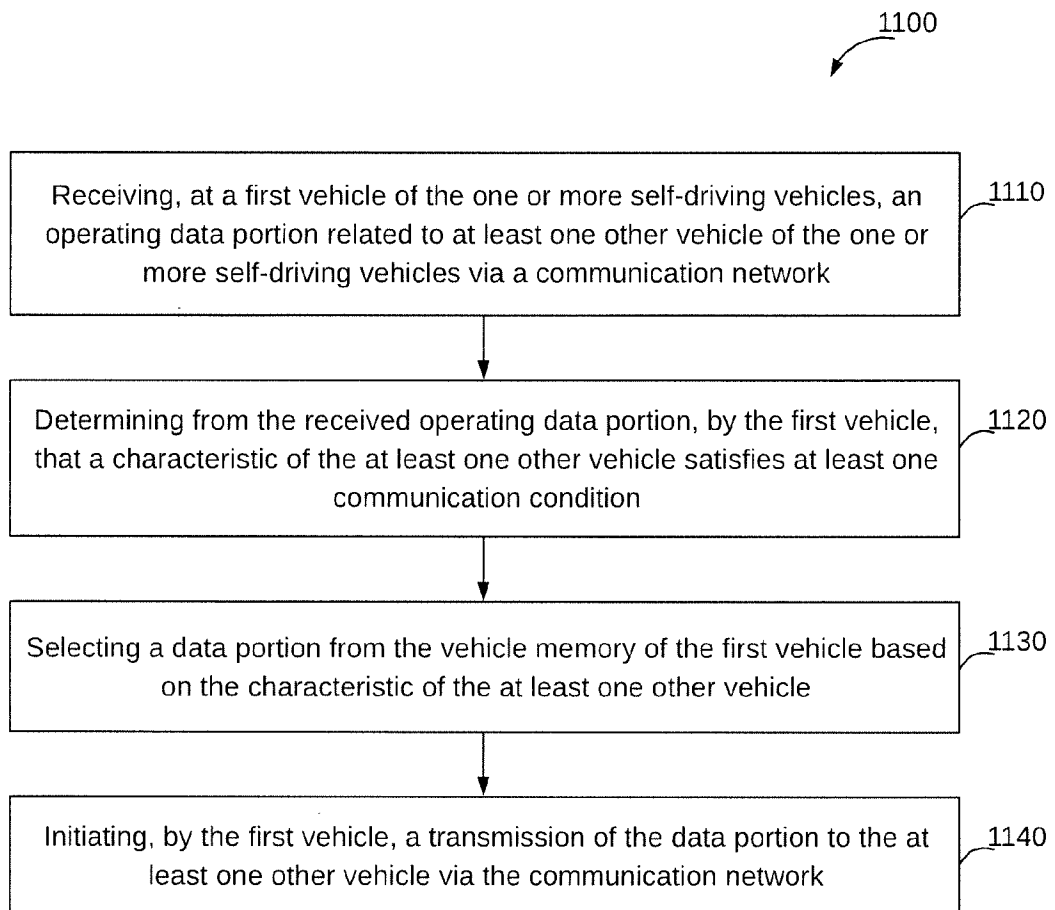 1100
Receiving, at a first vehicle of the one or more self-driving vehicles, an
operating data portion related to at least one other vehicle of the one or
more self-driving vehicles via a communication network
1110
Determining from the received operating data portion, by the first vehicle,
that a characteristic of the at least one other vehicle satisfies at least one
communication condition
1120
Selecting a data portion from the vehicle memory of the first vehicle based
on the characteristic of the at least one other vehicle
1130
Initiating, by the first vehicle, a transmission of the data portion to the at
least one other vehicle via the communication network
1140